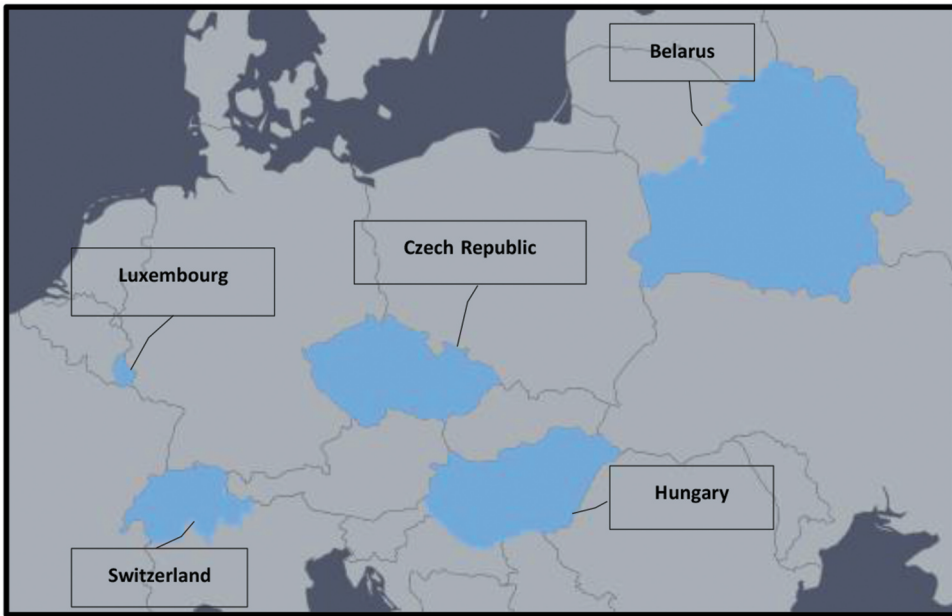 Belarus
Czech Republic
Luxembourg
Hungary
Switzerland